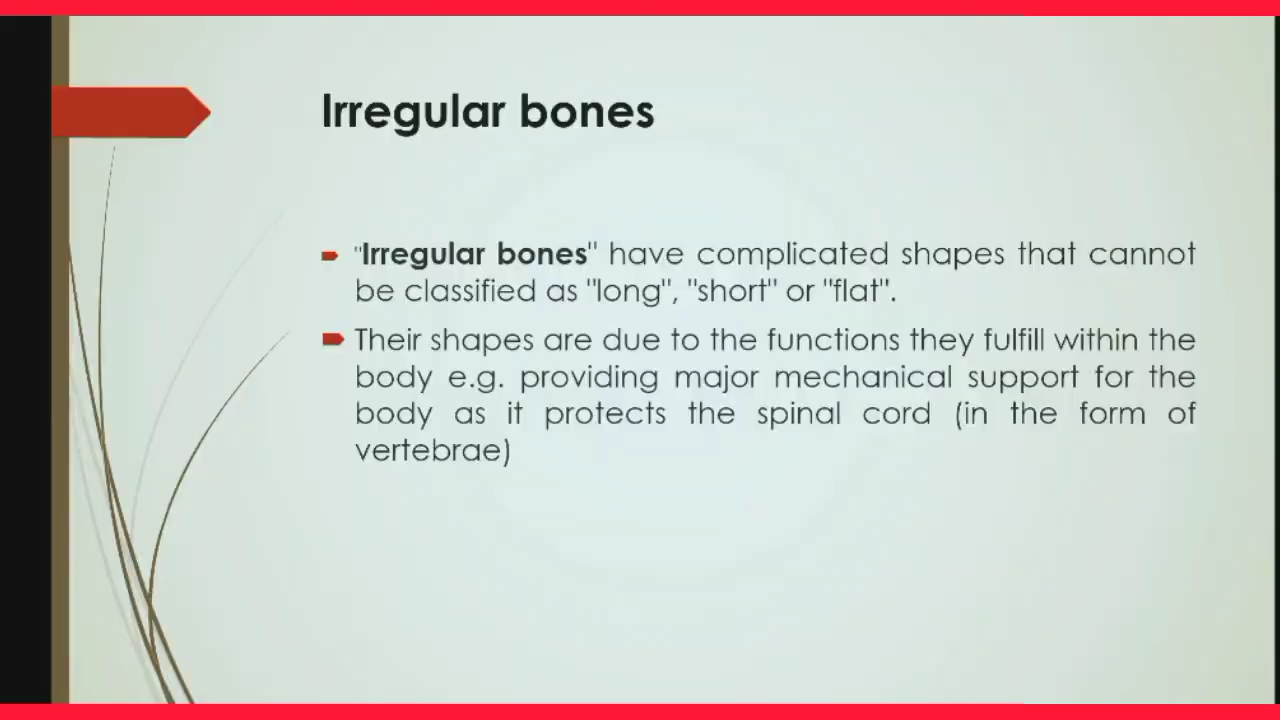 Irregular bones
"Irregular bones" have complicated shapes that cannot
be classified as "long", "short" or "flat".
Their shapes are due to the functions they fulfill within the
body e.g. providing major mechanical support for the
body as it protects the spinal cord (in the form of
vertebrae)